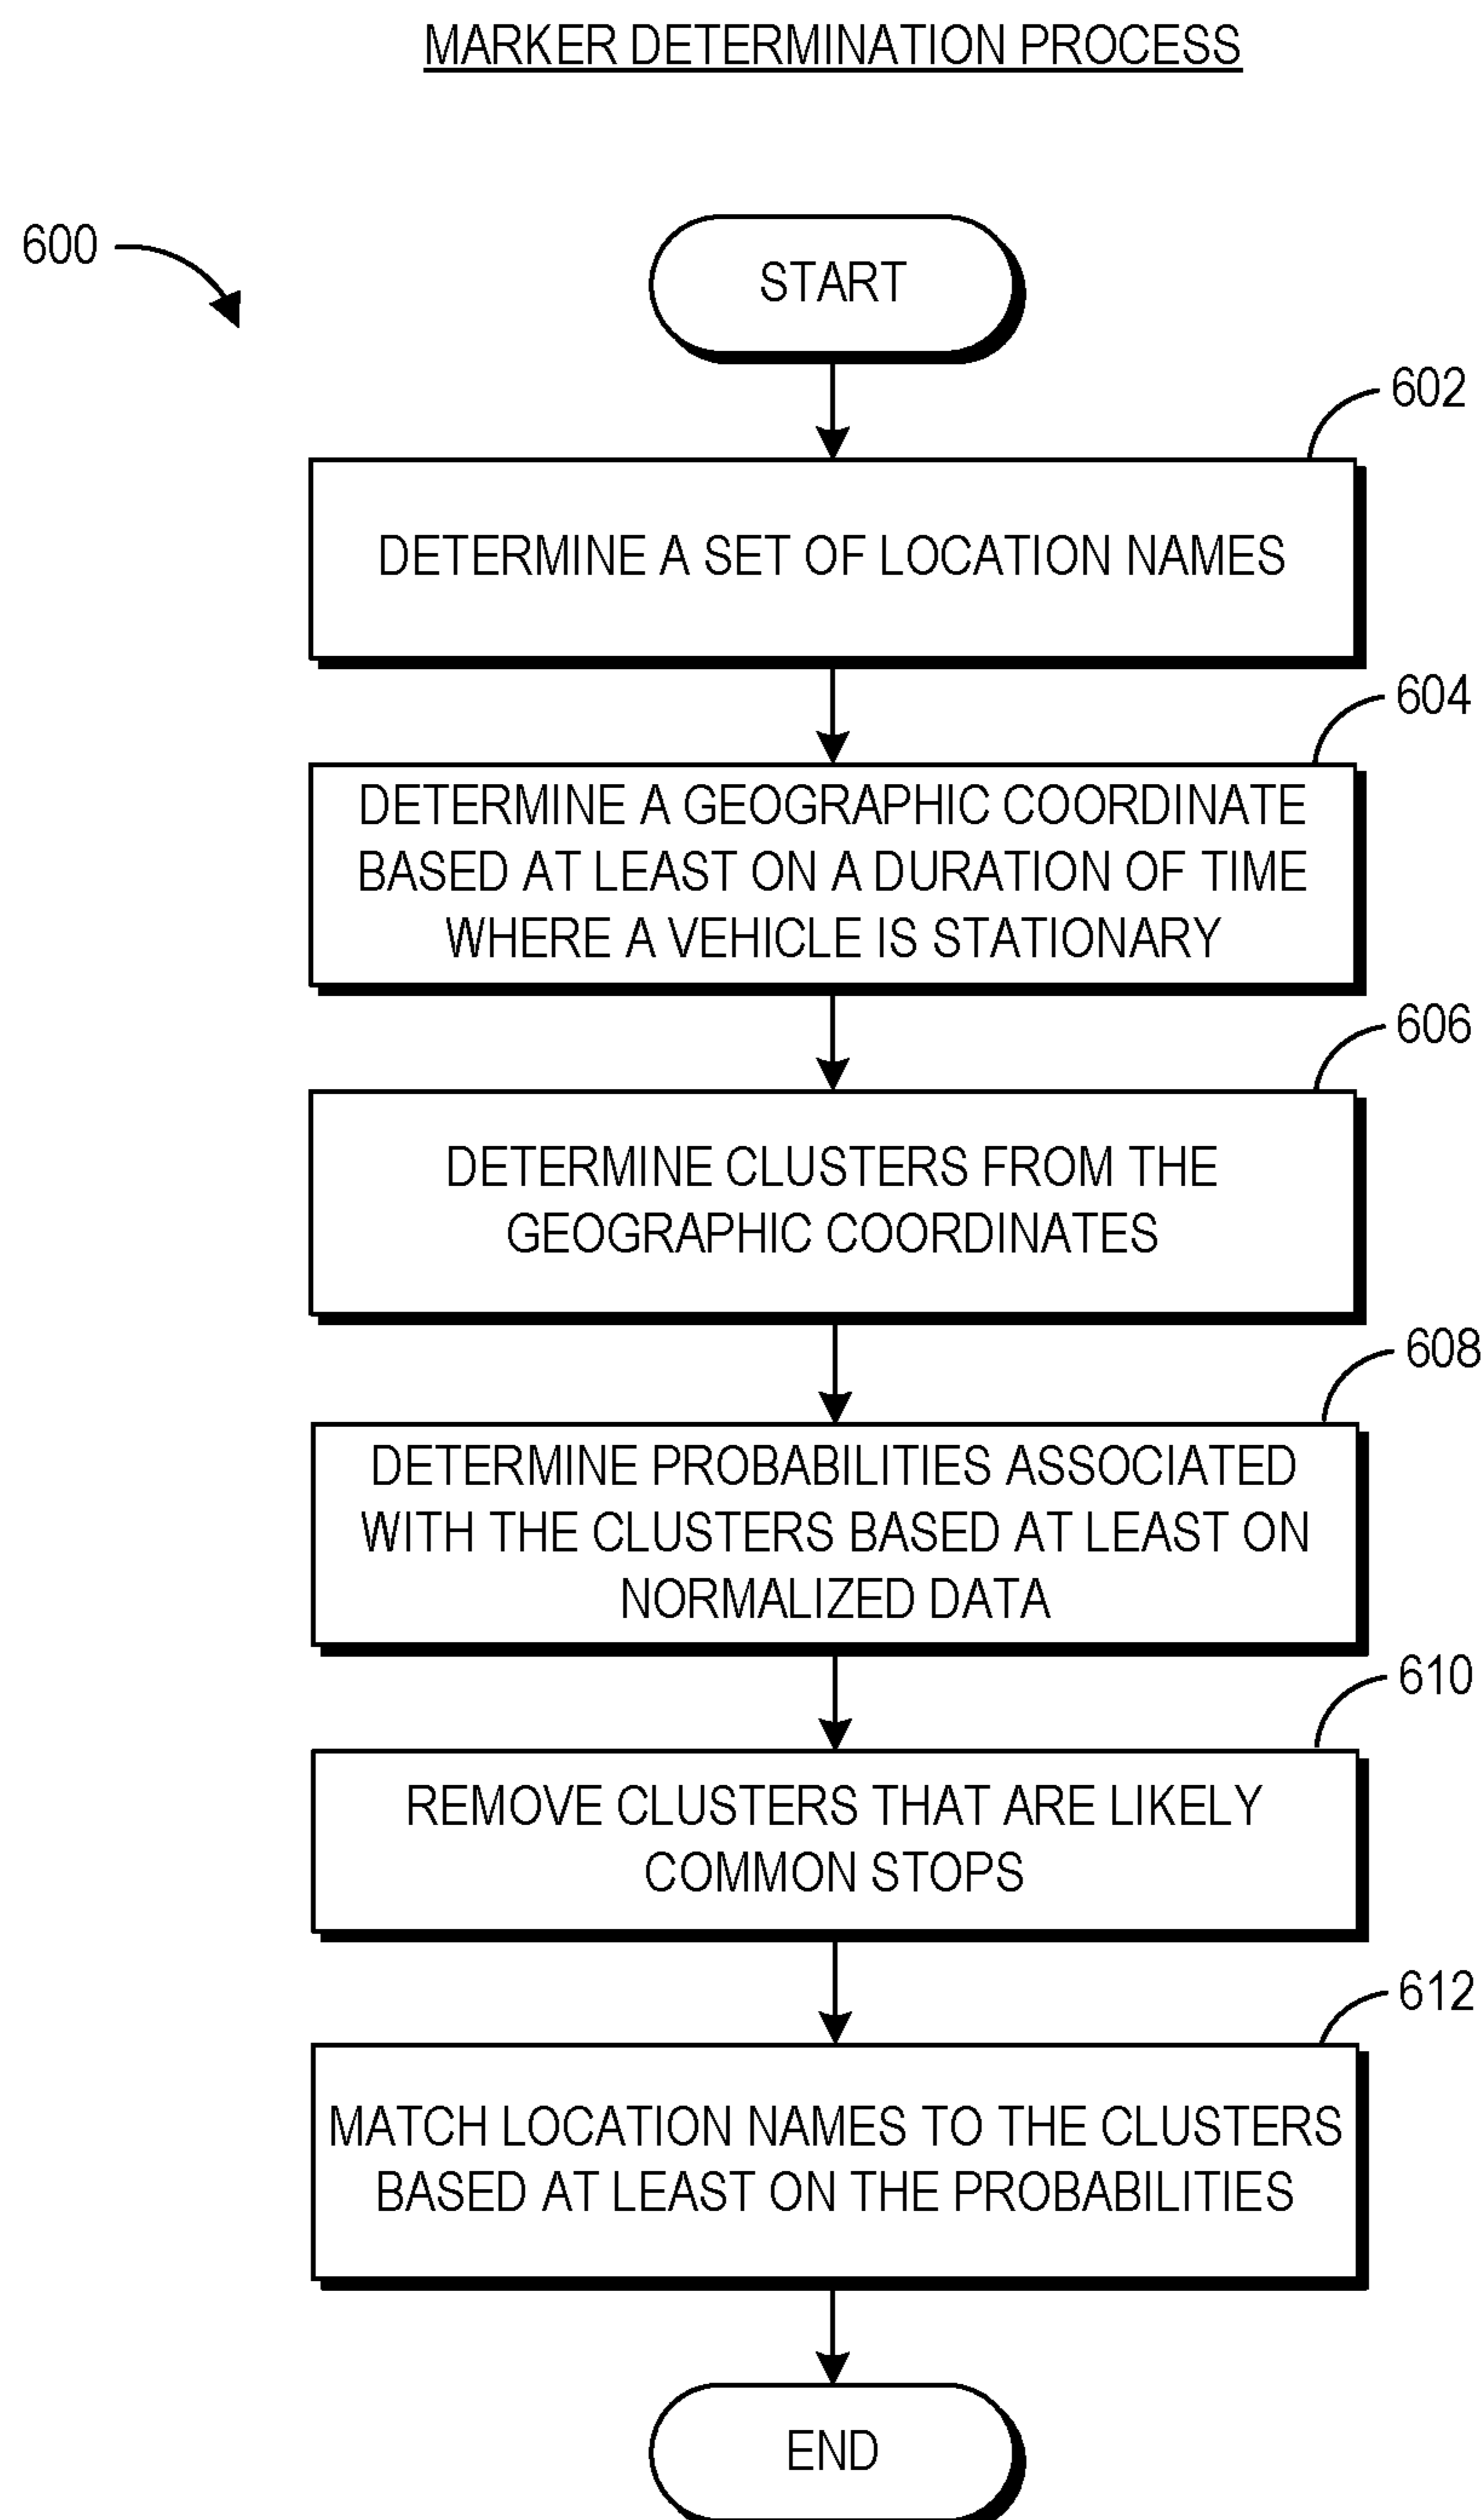 MARKER DETERMINATION PROCESS
600
START
602
DETERMINE A SET OF LOCATION NAMES
604
DETERMINE A GEOGRAPHIC COORDINATE
BASED AT LEAST ON A DURATION OF TIME
WHERE A VEHICLE IS STATIONARY
606
DETERMINE CLUSTERS FROM THE
GEOGRAPHIC COORDINATES
608
DETERMINE PROBABILITIES ASSOCIATED
WITH THE CLUSTERS BASED AT LEAST ON
NORMALIZED DATA
610
REMOVE CLUSTERS THAT ARE LIKELY
COMMON STOPS
612
MATCH LOCATION NAMES TO THE CLUSTERS
BASED AT LEAST ON THE PROBABILITIES
END